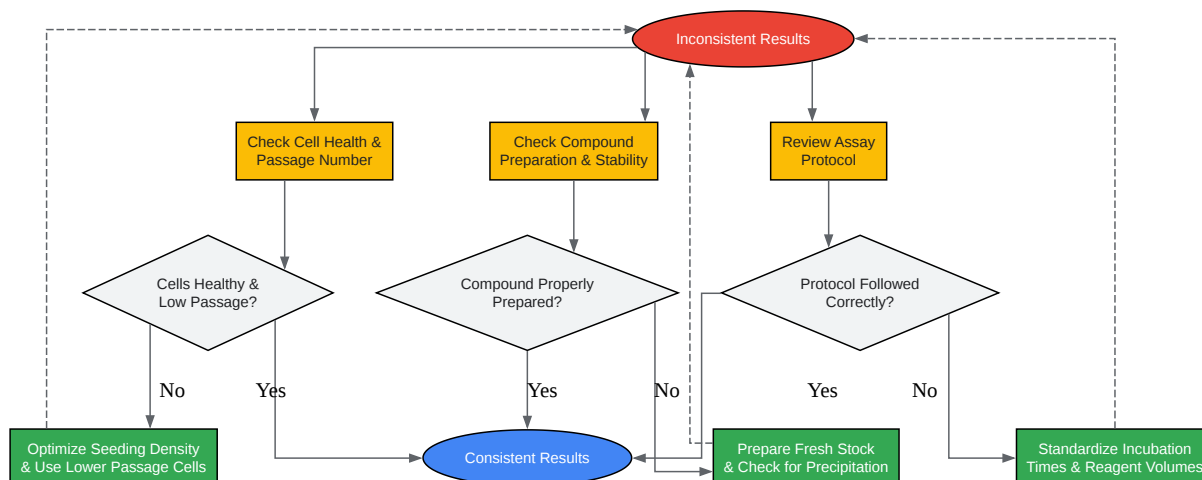 Inconsistent Results
Check Cell Health &
Passage Number
Check Compound
Preparation & Stability
Review Assay
Protocol
Cells Healthy &
Low Passage?
Compound Properly
Prepared?
Protocol Followed
Correctly?
No
Yes
Yes
No
Yes
No
Optimize Seeding Density
& Use Lower Passage Cells
Consistent Results
Prepare Fresh Stock
& Check for Precipitation
Standardize Incubation
Times & Reagent Volumes